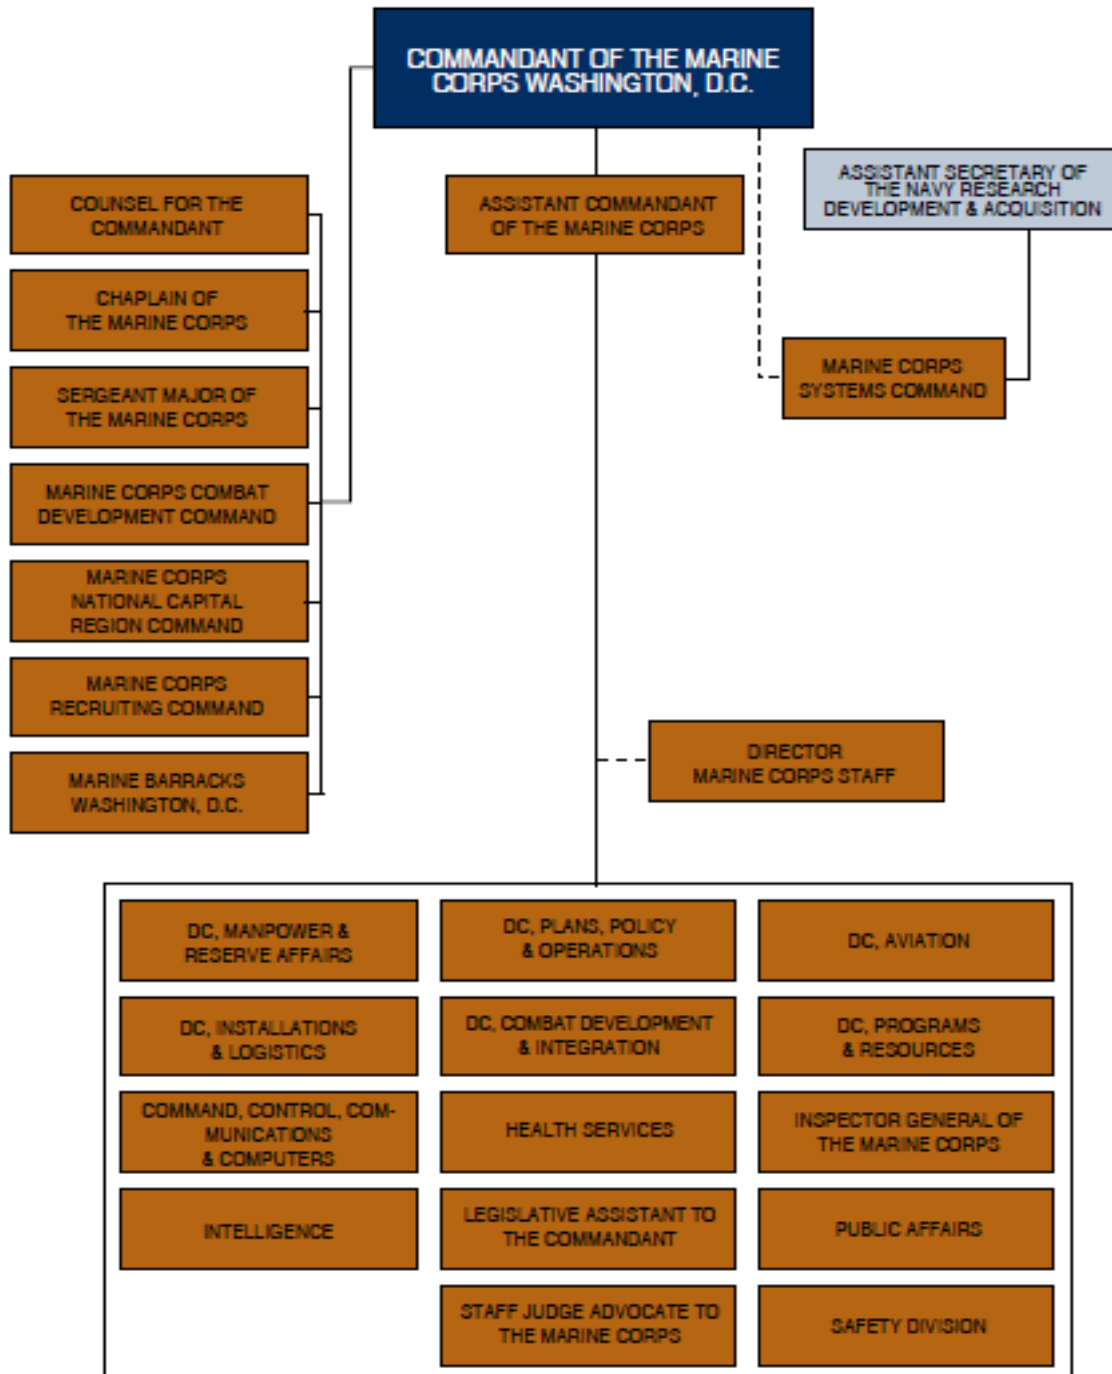 COMMANDANT OF THE MARINE
CORPS WASHINGTON, D.C.
ASSISTANT SECRETARY OF
THE NAVY RESEARCH
DEVELOPMENT & ACQUISITION
COUNSEL FOR THE
COMMANDANT
ASSISTANT COMMANDANT
OF THE MARINE CORPS
CHAPLAIN OF
THE MARINE CORPS
MARINE CORPS
SYSTEMS COMMAND
SERGEANT MAJOR OF
THE MARINE CORPS
MARINE CORPS COMBAT
DEVELOPMENT COMMAND
MARINE CORPS
NATIONAL CAPITAL
REGION COMMAND
MARINE CORPS
RECRUITING COMMAND
DIRECTOR
MARINE CORPS STAFF
MARINE BARRACKS
WASHINGTON, D.C.
DC, MANPOWER &
RESERVE AFFAIRS
DC, PLANS, POLICY
& OPERATIONS
DC, AVIATION
DC, INSTALLATIONS
& LOGISTICS
DC, COMBAT DEVELOPMENT
& INTEGRATION
DC, PROGRAMS
& RESOURCES
COMMAND, CONTROL, COM-
MUNICATIONS
& COMPUTERS
HEALTH SERVICES
INSPECTOR GENERAL OF
THE MARINE CORPS
INTELLIGENCE
LEGISLATIVE ASSISTANT TO
THE COMMANDANT
PUBLIC AFFAIRS
STAFF JUDGE ADVOCATE TO
THE MARINE CORPS
SAFETY DIVISION